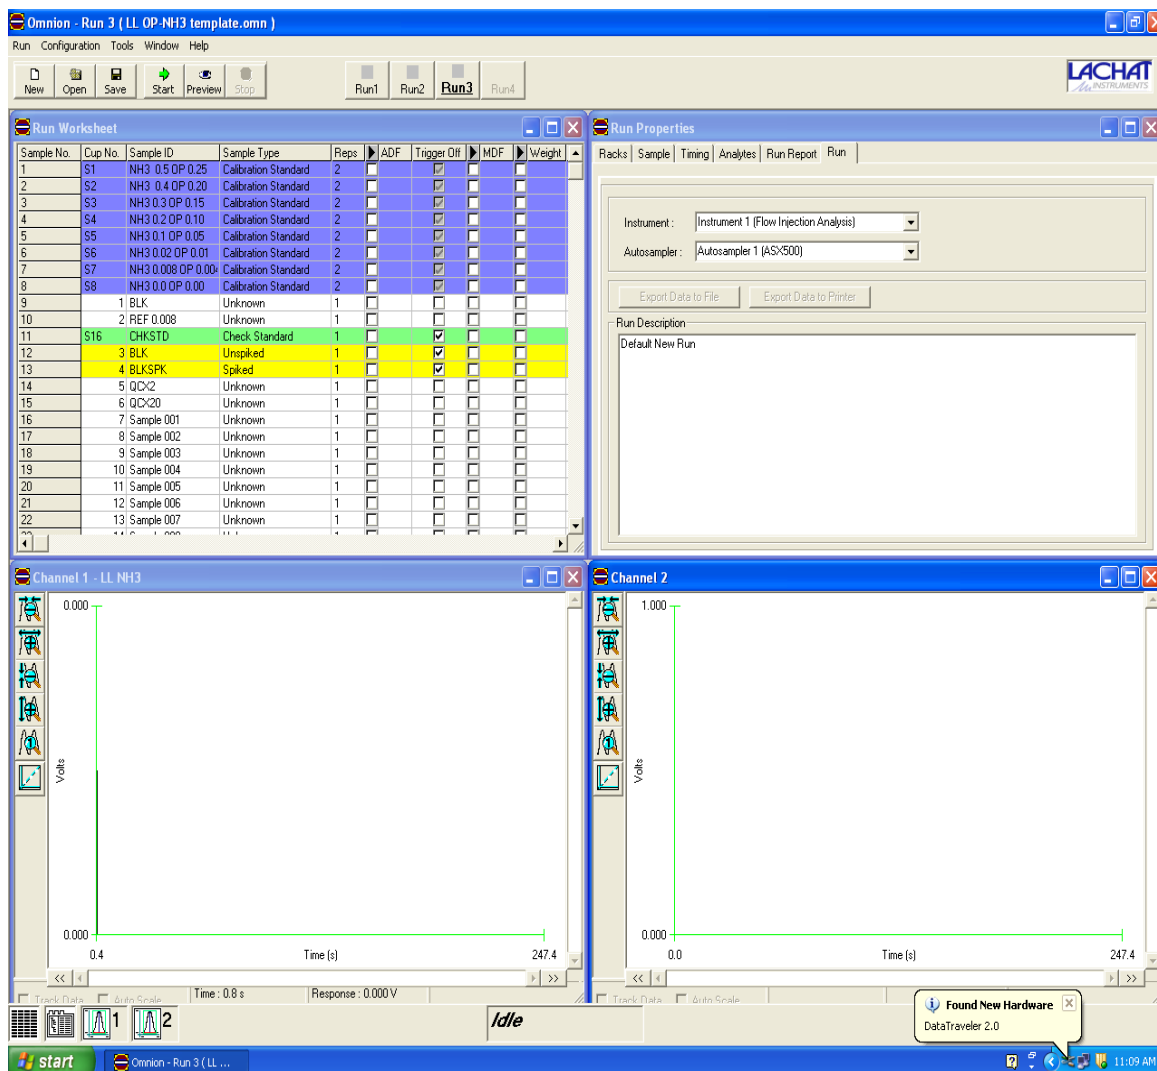 Omnion - Run 3 ( LL OP-NH3 template.omn )
Run Configuration Tools Window Help
New Open Save Start Preview Stop Run1 Run2 Run3 Run4
LACHAT
INSTRUMENTS
Run Worksheet
Sample No. Cup No. Sample ID Sample Type Reps ADF Trigger Off MDF Weight
1 S1 NH3 0.5 OP 0.25 Calibration Standard 2
2 S2 NH3 0.4 OP 0.20 Calibration Standard 2
3 S3 NH3 0.3 OP 0.15 Calibration Standard 2
4 S4 NH3 0.2 OP 0.10 Calibration Standard 2
5 S5 NH3 0.1 OP 0.05 Calibration Standard 2
6 S6 NH3 0.02 OP 0.01 Calibration Standard 2
7 S7 NH3 0.008 OP 0.004 Calibration Standard 2
8 S8 NH3 0.0 OP 0.00 Calibration Standard 2
9 1 BLK Unknown 1
10 2 REF 0.008 Unknown 1
11 S16 CHKSTD Check Standard 1
12 3 BLK Unspiked 1
13 4 BLKSPK Spiked 1
14 5 QCX2 Unknown 1
15 6 QCX20 Unknown 1
16 7 Sample 001 Unknown 1
17 8 Sample 002 Unknown 1
18 9 Sample 003 Unknown 1
19 10 Sample 004 Unknown 1
20 11 Sample 005 Unknown 1
21 12 Sample 006 Unknown 1
22 13 Sample 007 Unknown 1
Run Properties
Racks Sample Timing Analytes Run Report Run
Instrument : Instrument 1 (Flow Injection Analysis)
Autosampler : Autosampler 1 (ASX500)
Export Data to File Export Data to Printer
Run Description
Default New Run
Channel 1 - LL NH3
0.000
Volts
0.000
0.4 Time (s) 247.4
<< >>
Track Data Auto Scale Time : 0.8 s Response : 0.000 V
Channel 2
1.000
Volts
0.000
0.0 Time (s) 247.4
<< >>
Track Data Auto Scale
1 2 Idle
Found New Hardware
DataTraveler 2.0
start Omnion - Run 3 ( LL ... 11:09 AM